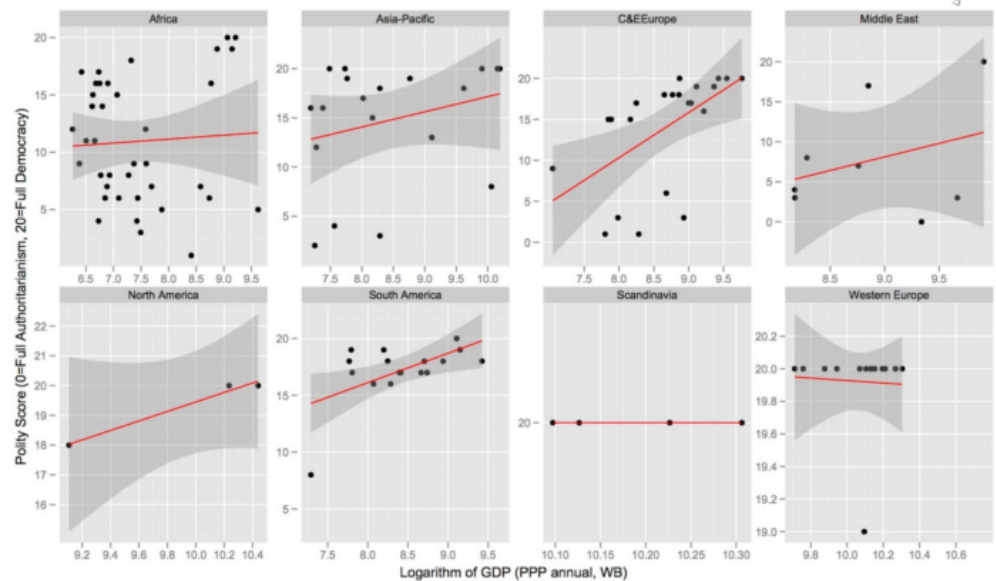 -3
Africa
Asia-Pacific
C&EEurope
Middle East
20
15
10
5
20
15
10
5
20
15
10
5
0
20
15
10
5
0
6.5 7.0 7.5 8.0 8.5 9.0 9.5
7.5 8.0 8.5 9.0 9.5 10.0
7.5 8.0 8.5 9.0 9.5
8.5 9.0 9.5
North America
South America
Scandinavia
Western Europe
22
21
20
19
18
17
16
20
15
10
5
20
20.2
20.0
19.8
19.6
19.4
19.2
19.0
9.2 9.4 9.6 9.8 10.0 10.2 10.4
7.5 8.0 8.5 9.0 9.5
10.10 10.15 10.20 10.25 10.30
9.8 10.0 10.2 10.4 10.6
Polity Score (0=Full Authoritarianism, 20=Full Democracy)
Logarithm of GDP (PPP annual, WB)